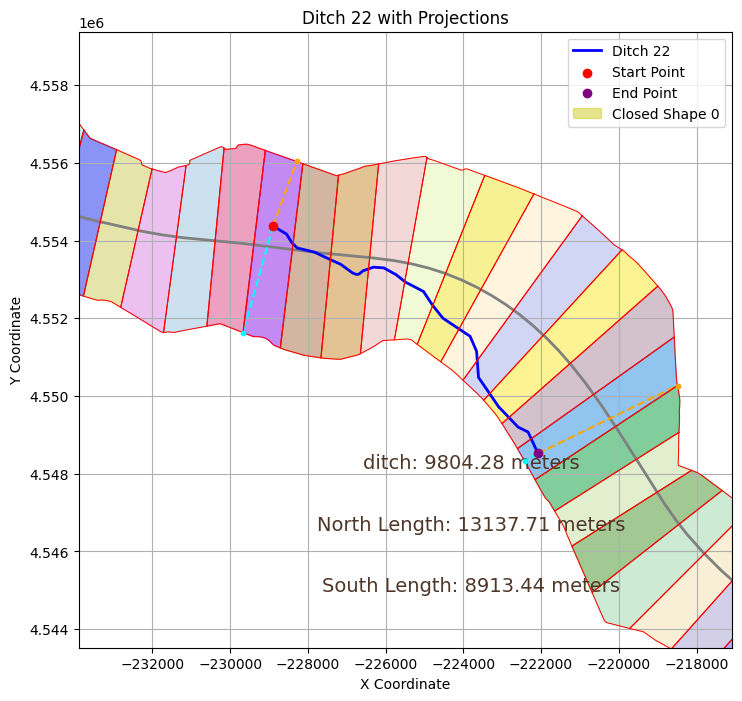 Ditch 22 with Projections
1e6
Ditch 22
Start Point
End Point
Closed Shape 0
4.558
4.556
4.554
4.552
4.550
4.548
4.546
4.544
Y Coordinate
ditch: 9804.28 meters
North Length: 13137.71 meters
South Length: 8913.44 meters
−232000 −230000 −228000 −226000 −224000 −222000 −220000 −218000
X Coordinate